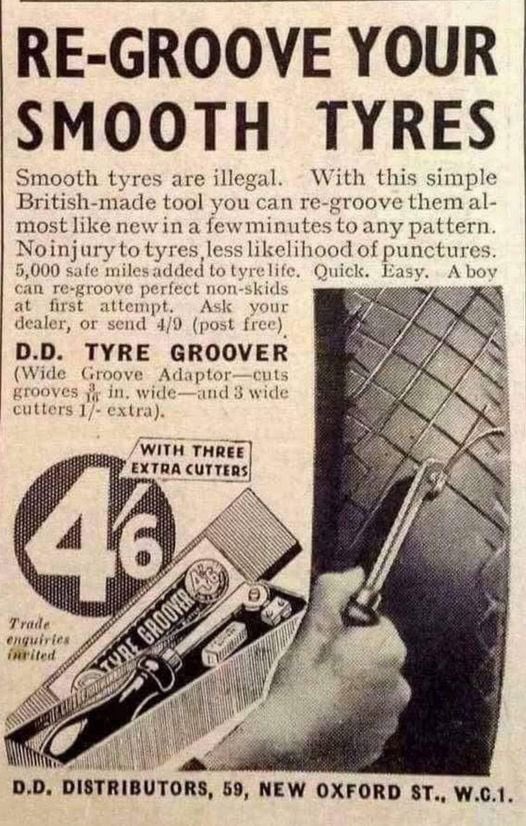 RE-GROOVE YOUR
SMOOTH TYRES
Smooth tyres are illegal. With this simple
British-made tool you can re-groove them al-
most like new in a few minutes to any pattern.
No injury to tyres, less likelihood of punctures.
5,000 safe miles added to tyre life. Quick. Easy. A boy
can re-groove perfect non-skids
at first attempt. Ask your
dealer, or send 4/9 (post free)
D.D. TYRE GROOVER
(Wide Groove Adaptor—cuts
grooves 3/16 in. wide—and 3 wide
cutters 1/- extra).
WITH THREE
EXTRA CUTTERS
4/6
Trade
enquiries
invited
TYRE GROOVER
4/6
D.D. DISTRIBUTORS, 59, NEW OXFORD ST., W.C.1.